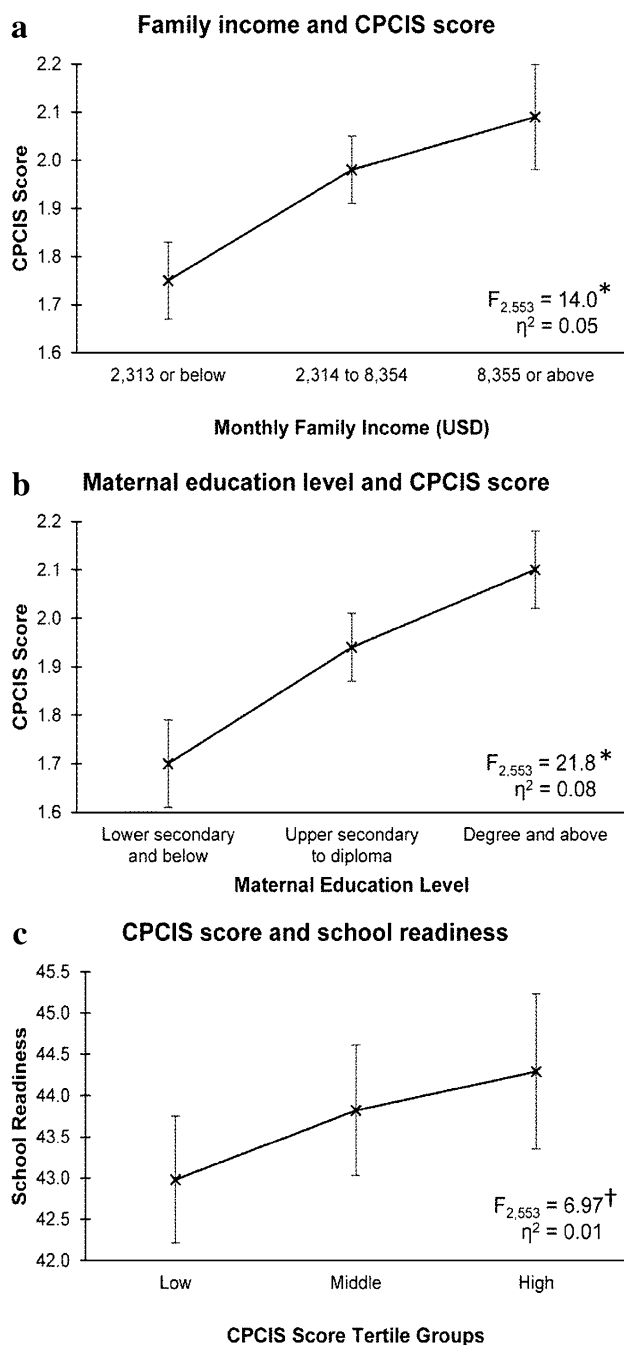 a
Family income and CPCIS score
2.2
2.1
2.0
1.9
1.8
1.7
1.6
CPCIS Score
F2,553 = 14.0*
η² = 0.05
2,313 or below 2,314 to 8,354 8,355 or above
Monthly Family Income (USD)
b
Maternal education level and CPCIS score
2.2
2.1
2.0
1.9
1.8
1.7
1.6
CPCIS Score
F2,553 = 21.8*
η² = 0.08
Lower secondary Upper secondary Degree and above
and below to diploma
Maternal Education Level
c
CPCIS score and school readiness
45.5
45.0
44.5
44.0
43.5
43.0
42.5
42.0
School Readiness
F2,553 = 6.97†
η² = 0.01
Low Middle High
CPCIS Score Tertile Groups